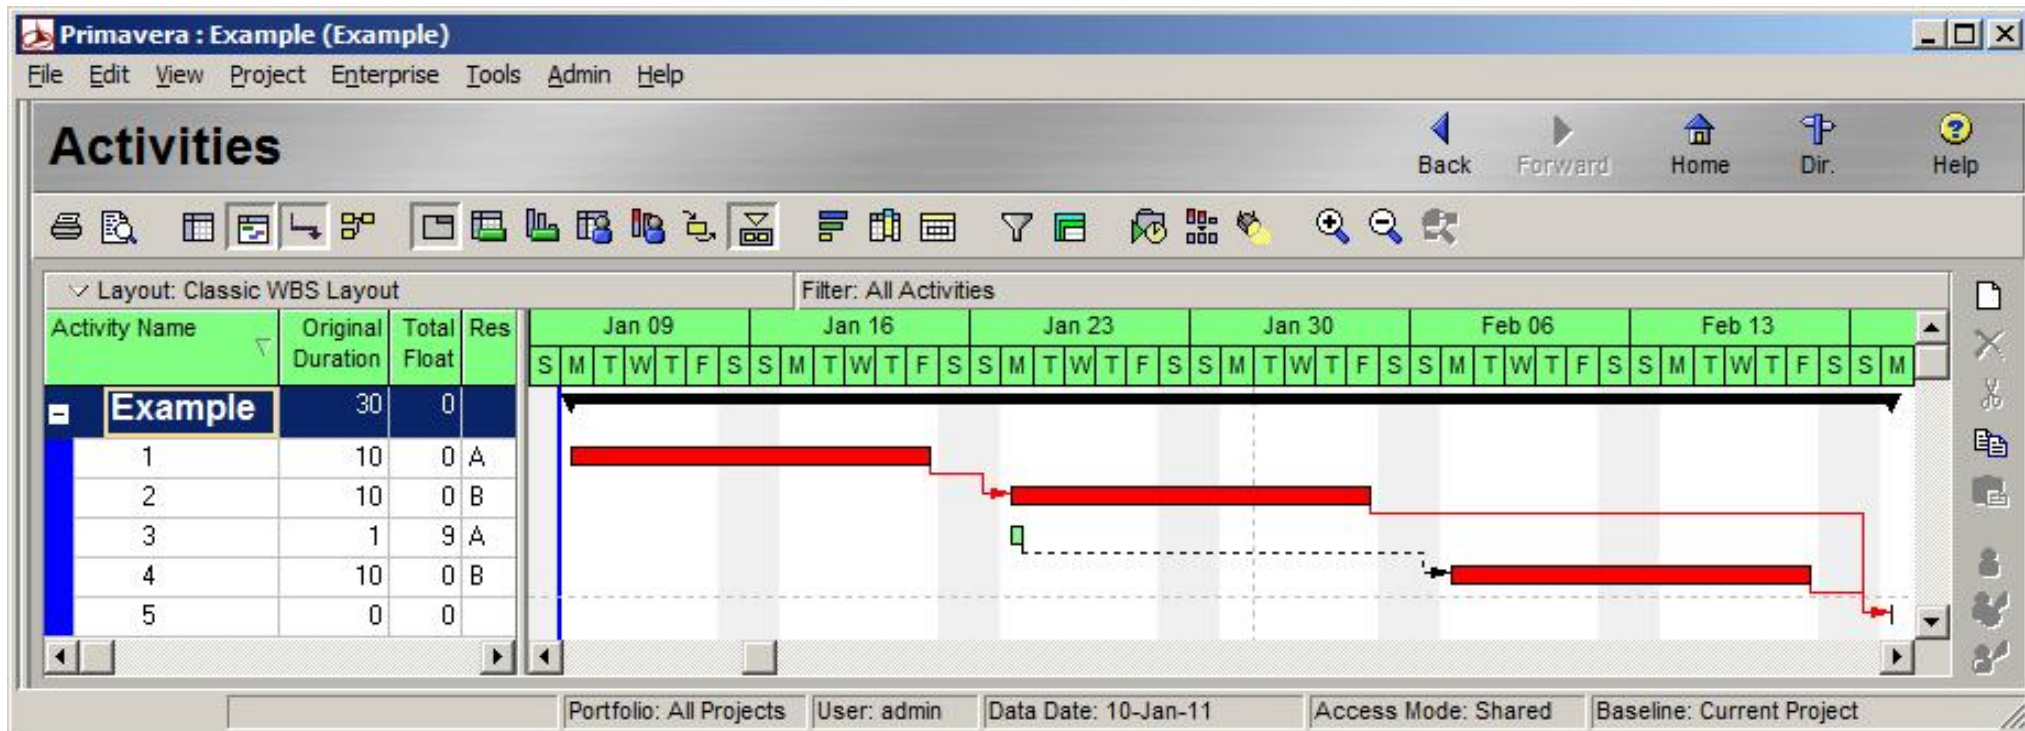 Primavera : Example (Example)
File Edit View Project Enterprise Tools Admin Help
Activities
Back Forward Home Dir. Help
Layout: Classic WBS Layout Filter: All Activities
Activity Name Original Duration Total Float Res
Jan 09 Jan 16 Jan 23 Jan 30 Feb 06 Feb 13
S M T W T F S S M T W T F S S M T W T F S S M T W T F S S M T W T F S S M T W T F S S M
Example 30 0
1 10 0 A
2 10 0 B
3 1 9 A
4 10 0 B
5 0 0
Portfolio: All Projects User: admin Data Date: 10-Jan-11 Access Mode: Shared Baseline: Current Project